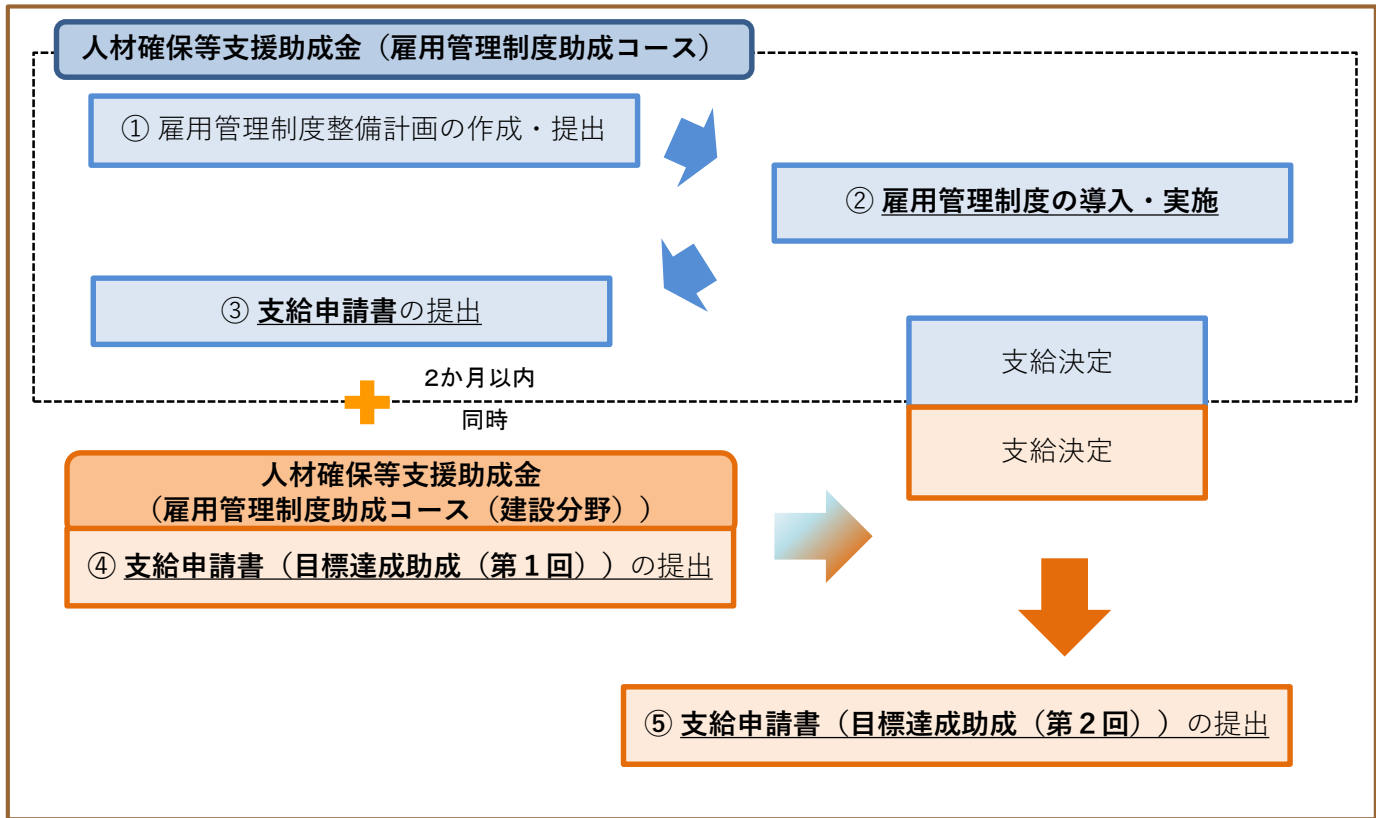 人材確保等支援助成金（雇用管理制度助成コース）
① 雇用管理制度整備計画の作成・提出
② 雇用管理制度の導入・実施
③ 支給申請書の提出
支給決定
2か月以内
同時
支給決定
人材確保等支援助成金
（雇用管理制度助成コース（建設分野））
④ 支給申請書（目標達成助成（第１回））の提出
⑤ 支給申請書（目標達成助成（第２回））の提出